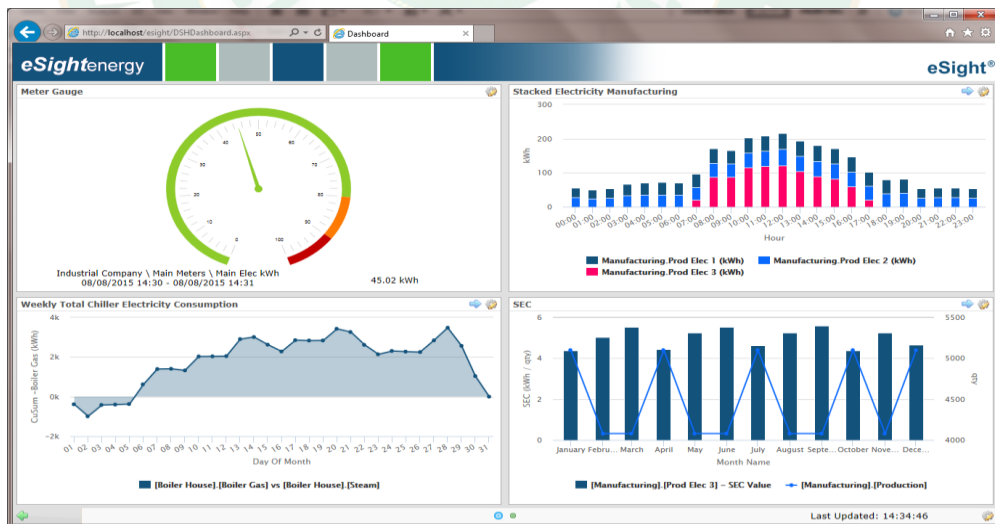 http://localhost/esight/DSHDashboard.aspx
Dashboard
eSightenergy
eSight®
Meter Gauge
0
10
20
30
40
50
70
80
90
100
Industrial Company \ Main Meters \ Main Elec kWh
08/08/2015 14:30 - 08/08/2015 14:31
45.02 kWh
Stacked Electricity Manufacturing
kWh
300
200
100
0
00:00 01:00 02:00 03:00 04:00 05:00 06:00 07:00 08:00 09:00 10:00 11:00 12:00 13:00 14:00 15:00 16:00 17:00 18:00 19:00 20:00 21:00 22:00 23:00
Hour
Manufacturing.Prod Elec 1 (kWh) Manufacturing.Prod Elec 2 (kWh)
Manufacturing.Prod Elec 3 (kWh)
Weekly Total Chiller Electricity Consumption
CuSum -Boiler Gas (kWh)
4k
2k
0k
-2k
01 02 03 04 05 06 07 08 09 10 11 12 13 14 15 16 17 18 19 20 21 22 23 24 25 26 27 28 29 30 31
Day Of Month
[Boiler House].[Boiler Gas] vs [Boiler House].[Steam]
SEC
SEC (kWh / qty)
6
4
2
0
5500
5000
4500
4000
qty
January Febru... March April May June July August Septe... October Nove... Dece...
Month Name
[Manufacturing].[Prod Elec 3] - SEC Value [Manufacturing].[Production]
Last Updated: 14:34:46